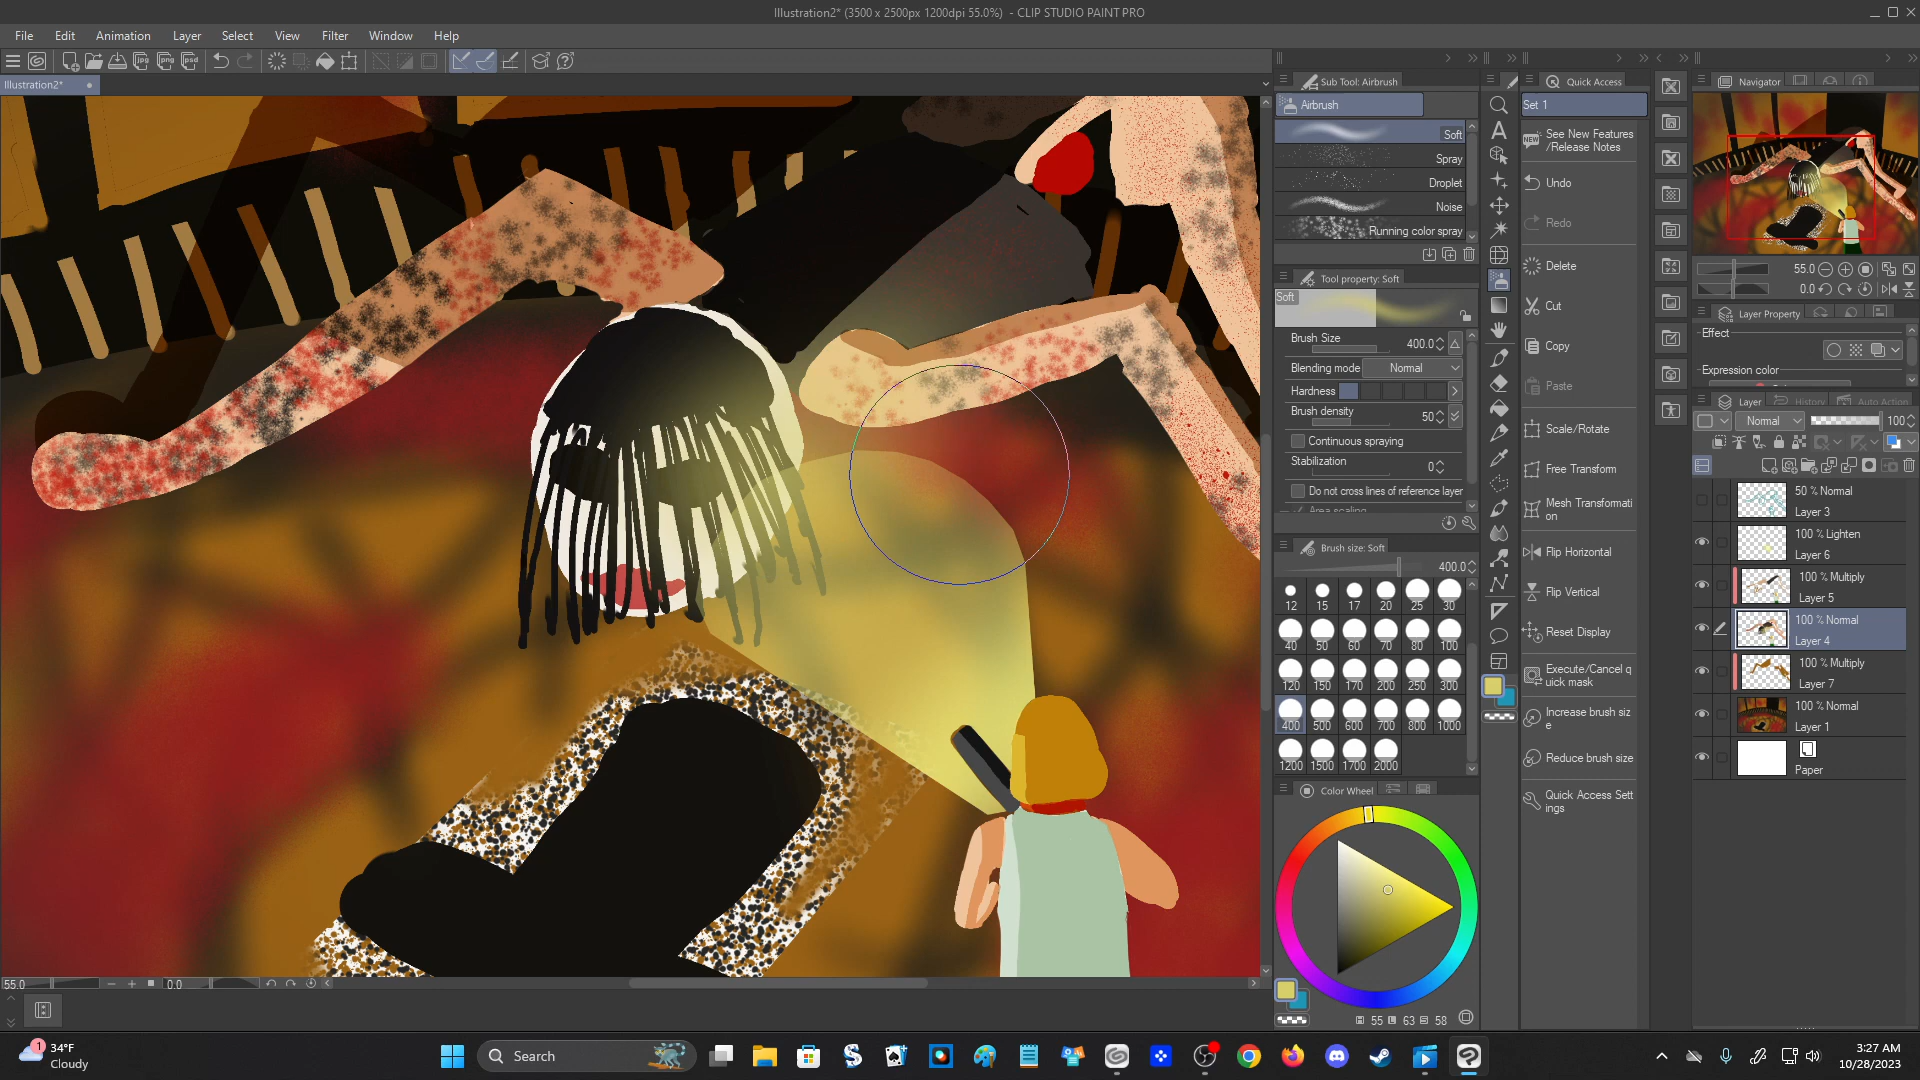 Illustration2* (3500 x 2500px 1200dpi 55.0%) - CLIP STUDIO PAINT PRO
File Edit Animation Layer Select View Filter Window Help
Illustration2*
Sub Tool: Airbrush
Airbrush
Soft
Spray
Droplet
Noise
Running color spray
Tool property: Soft
Soft
Brush Size 400.0
Blending mode Normal
Hardness
Brush density 50
Continuous spraying
Stabilization 0
Do not cross lines of reference layer
Area scaling
Brush size: Soft
400.0
12 15 17 20 25 30
40 50 60 70 80 100
120 150 170 200 250 300
400 500 600 700 800 1000
1200 1500 1700 2000
Color Wheel
55 63 58
Quick Access
Set 1
See New Features
/Release Notes
Undo
Redo
Delete
Cut
Copy
Paste
Scale/Rotate
Free Transform
Mesh Transformati
on
Flip Horizontal
Flip Vertical
Reset Display
Execute/Cancel q
uick mask
Increase brush siz
e
Reduce brush size
Quick Access Sett
ings
Navigator
55.0
0.0
Layer Property
Effect
Expression color
Layer History Auto Action
Normal 100
50 % Normal
Layer 3
100 % Lighten
Layer 6
100 % Multiply
Layer 5
100 % Normal
Layer 4
100 % Multiply
Layer 7
100 % Normal
Layer 1
Paper
55.0 0.0
1
34°F
Cloudy
Search
3:27 AM
10/28/2023